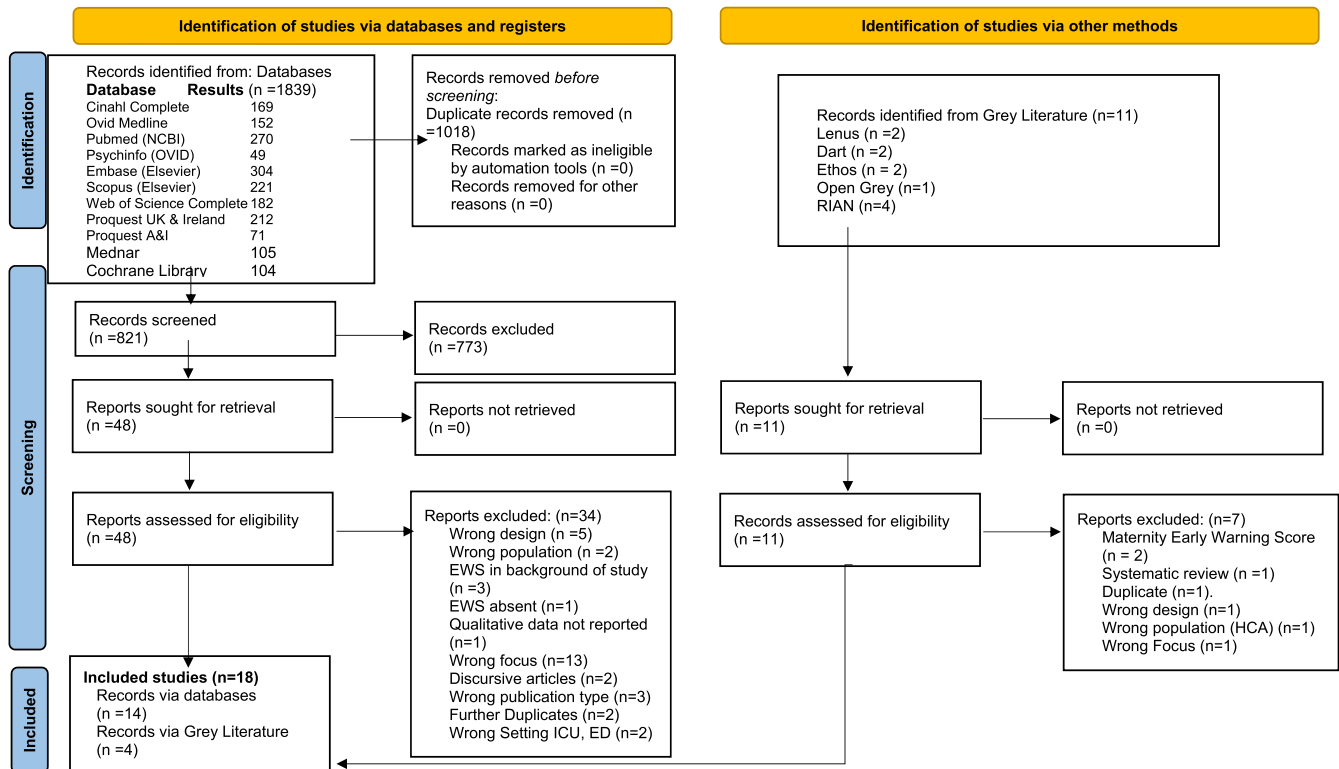 Identification of studies via databases and registers
Identification of studies via other methods
Identification
Records identified from: Databases
Database Results (n =1839)
Cinahl Complete 169
Ovid Medline 152
Pubmed (NCBI) 270
Psychinfo (OVID) 49
Embase (Elsevier) 304
Scopus (Elsevier) 221
Web of Science Complete 182
Proquest UK & Ireland 212
Proquest A&I 71
Mednar 105
Cochrane Library 104
Records removed before
screening:
Duplicate records removed (n
=1018)
Records marked as ineligible
by automation tools (n =0)
Records removed for other
reasons (n =0)
Records identified from Grey Literature (n=11)
Lenus (n =2)
Dart (n =2)
Ethos (n = 2)
Open Grey (n=1)
RIAN (n=4)
Screening
Records screened
(n =821)
Records excluded
(n =773)
Reports sought for retrieval
(n =48)
Reports not retrieved
(n =0)
Reports sought for retrieval
(n =11)
Reports not retrieved
(n =0)
Reports assessed for eligibility
(n =48)
Reports excluded: (n=34)
Wrong design (n =5)
Wrong population (n =2)
EWS in background of study
(n =3)
EWS absent (n=1)
Qualitative data not reported
(n=1)
Wrong focus (n=13)
Discursive articles (n=2)
Wrong publication type (n=3)
Further Duplicates (n=2)
Wrong Setting ICU, ED (n=2)
Records assessed for eligibility
(n =11)
Reports excluded: (n=7)
Maternity Early Warning Score
(n = 2)
Systematic review (n =1)
Duplicate (n=1).
Wrong design (n=1)
Wrong population (HCA) (n=1)
Wrong Focus (n=1)
Included
Included studies (n=18)
Records via databases
(n =14)
Records via Grey Literature
(n =4)